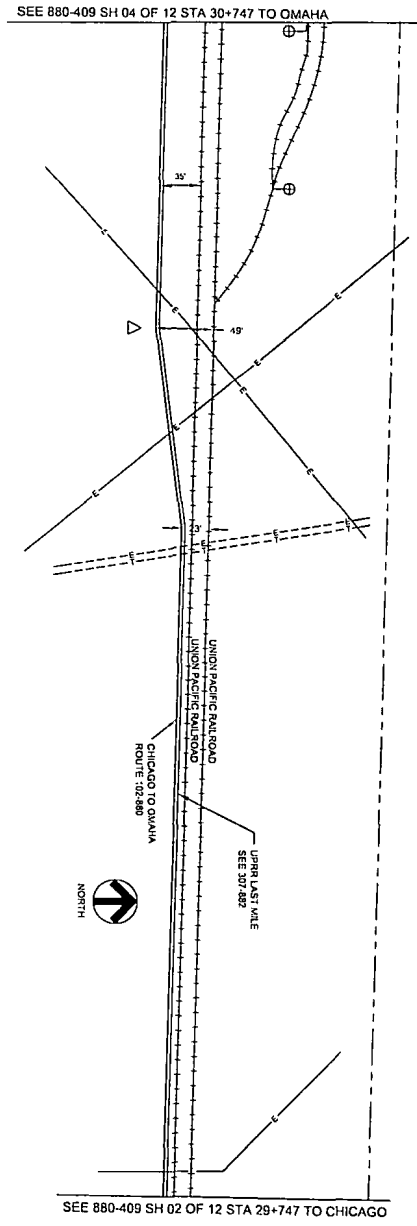 SEE 880-409 SH 04 OF 12 STA 30+747 TO OMAHA
35'
E
E
49'
E
E
E
E
E
23'
E
E
E
T
E
T
UNION PACIFIC RAILROAD
UNION PACIFIC RAILROAD
CHICAGO TO OMAHA
ROUTE 102-880
UPRR LAST MILE
SEE 307-882
NORTH
E
SEE 880-409 SH 02 OF 12 STA 29+747 TO CHICAGO